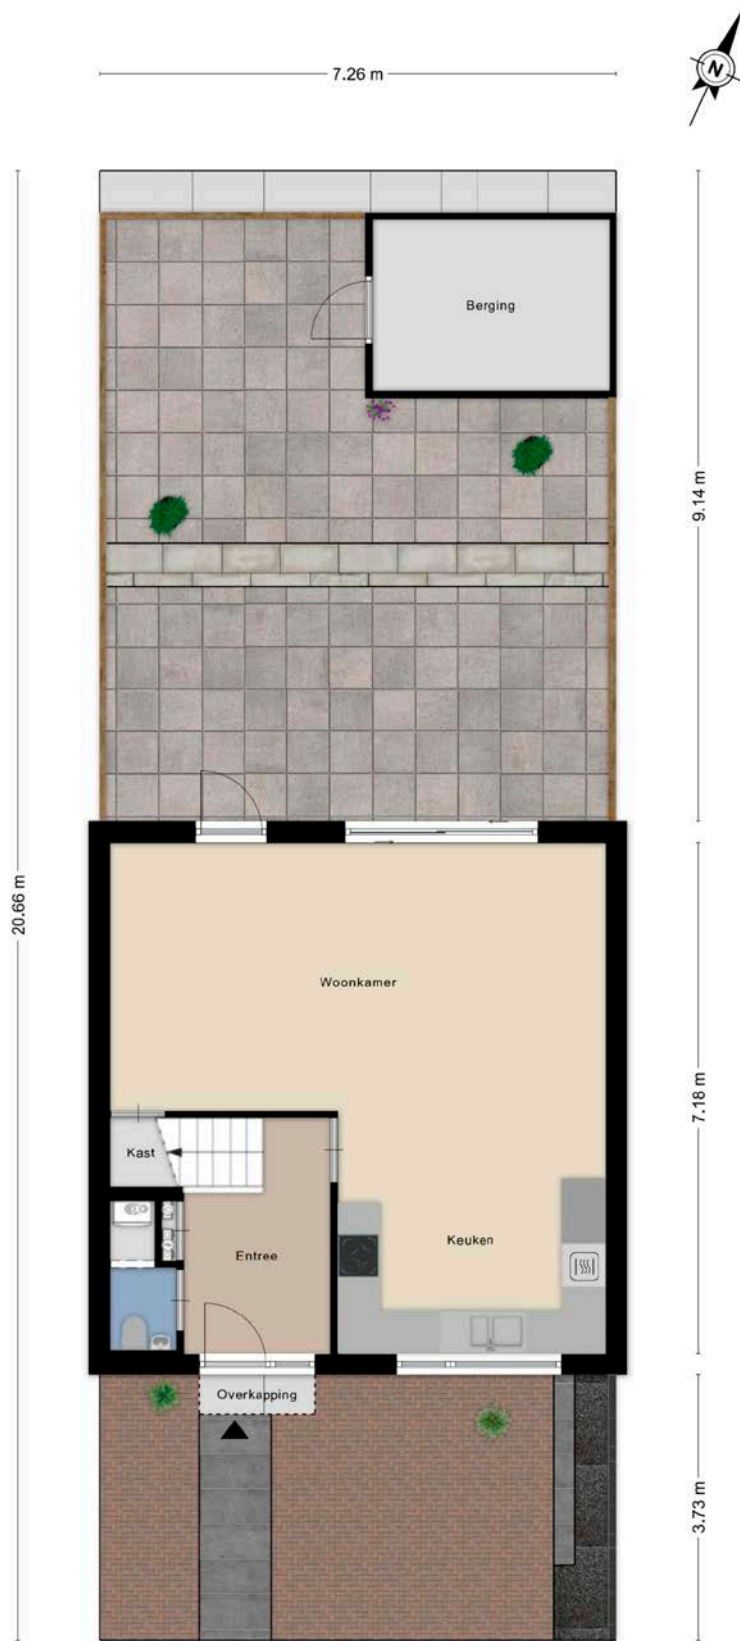 N
7.26 m
Berging
9.14 m
20.66 m
Woonkamer
7.18 m
Kast
Keuken
Entree
Overkapping
3.73 m